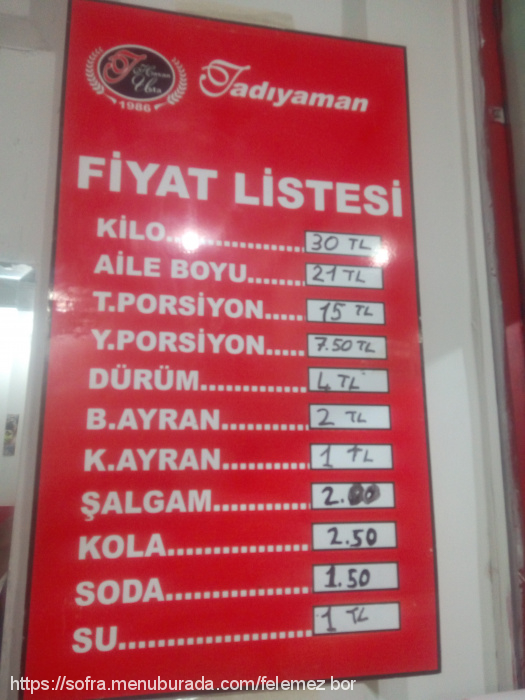 1986
Tadıyaman
FİYAT LİSTESİ
KİLO.................. 30 TL
AİLE BOYU....... 21 TL
T.PORSİYON..... 15 TL
Y.PORSİYON..... 7.50 TL
DÜRÜM............. 4 TL
B.AYRAN........... 2 TL
K.AYRAN........... 1 TL
ŞALGAM............ 2.00
KOLA................. 2.50
SODA................. 1.50
SU....................... 1 TL
https://sofra.menuburada.com/felemez bor